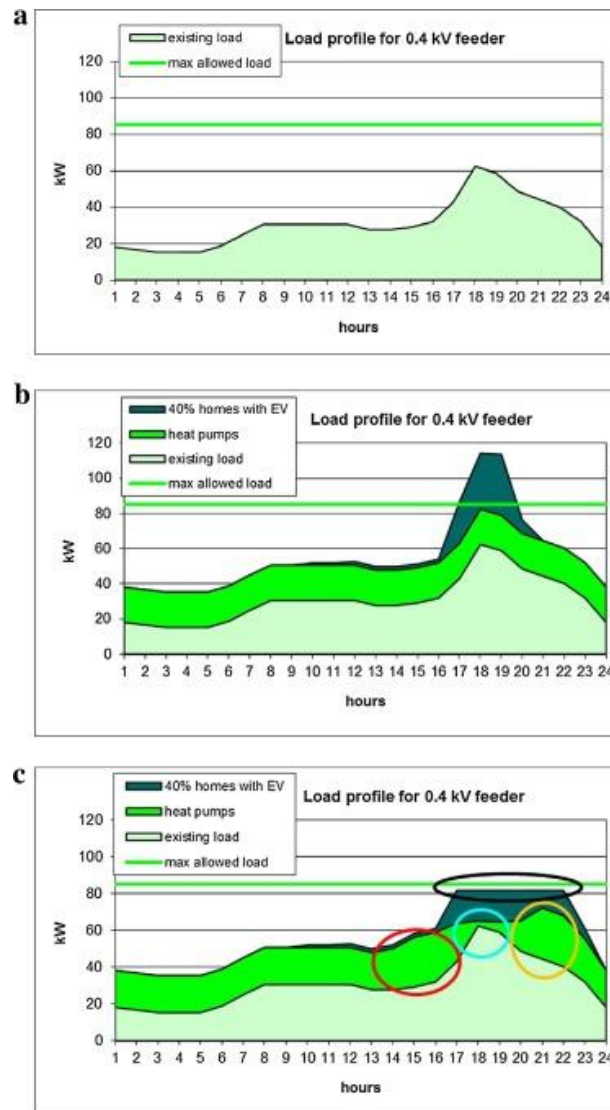 a
existing load
max allowed load
Load profile for 0.4 kV feeder
120
100
80
60
40
20
0
kW
1 2 3 4 5 6 7 8 9 10 11 12 13 14 15 16 17 18 19 20 21 22 23 24
hours
b
40% homes with EV
heat pumps
existing load
max allowed load
Load profile for 0.4 kV feeder
120
100
80
60
40
20
0
kW
1 2 3 4 5 6 7 8 9 10 11 12 13 14 15 16 17 18 19 20 21 22 23 24
hours
c
40% homes with EV
heat pumps
existing load
max allowed load
Load profile for 0.4 kV feeder
120
100
80
60
40
20
0
kW
1 2 3 4 5 6 7 8 9 10 11 12 13 14 15 16 17 18 19 20 21 22 23 24
hours